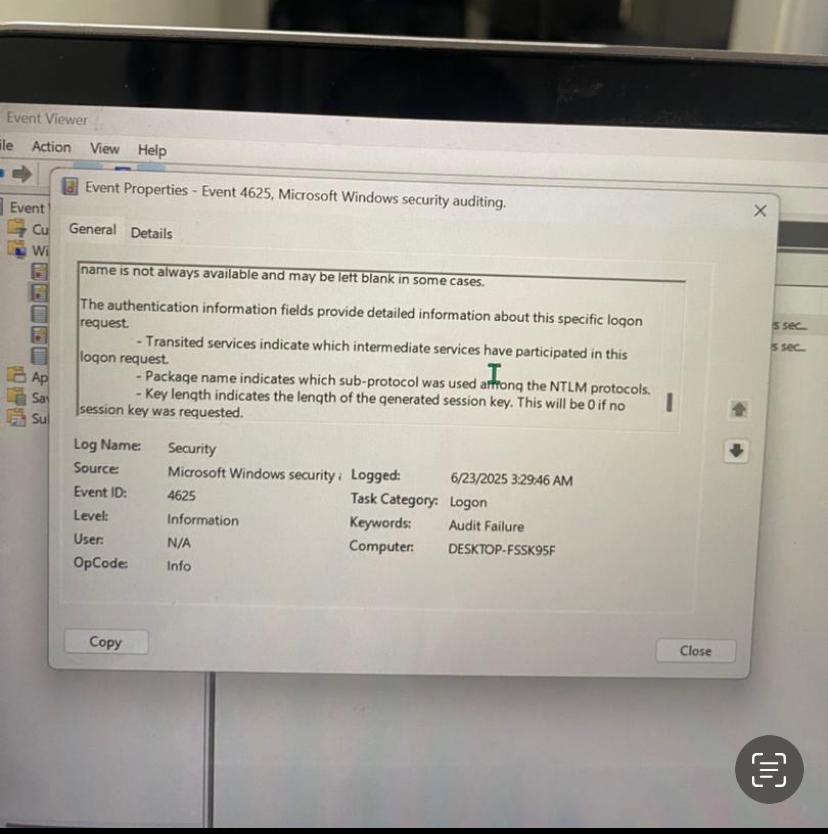 Event Viewer
ile Action View Help
Event Properties - Event 4625, Microsoft Windows security auditing.
Event
General Details
Cu
Wi
name is not always available and may be left blank in some cases.
The authentication information fields provide detailed information about this specific logon
request.
- Transited services indicate which intermediate services have participated in this
logon request.
- Package name indicates which sub-protocol was used among the NTLM protocols.
- Key length indicates the length of the generated session key. This will be 0 if no
session key was requested.
s sec...
s sec...
Ap
Sa
Su
Log Name: Security
Source: Microsoft Windows security Logged: 6/23/2025 3:29:46 AM
Event ID: 4625 Task Category: Logon
Level: Information Keywords: Audit Failure
User: N/A Computer: DESKTOP-FSSK95F
OpCode: Info
Copy Close